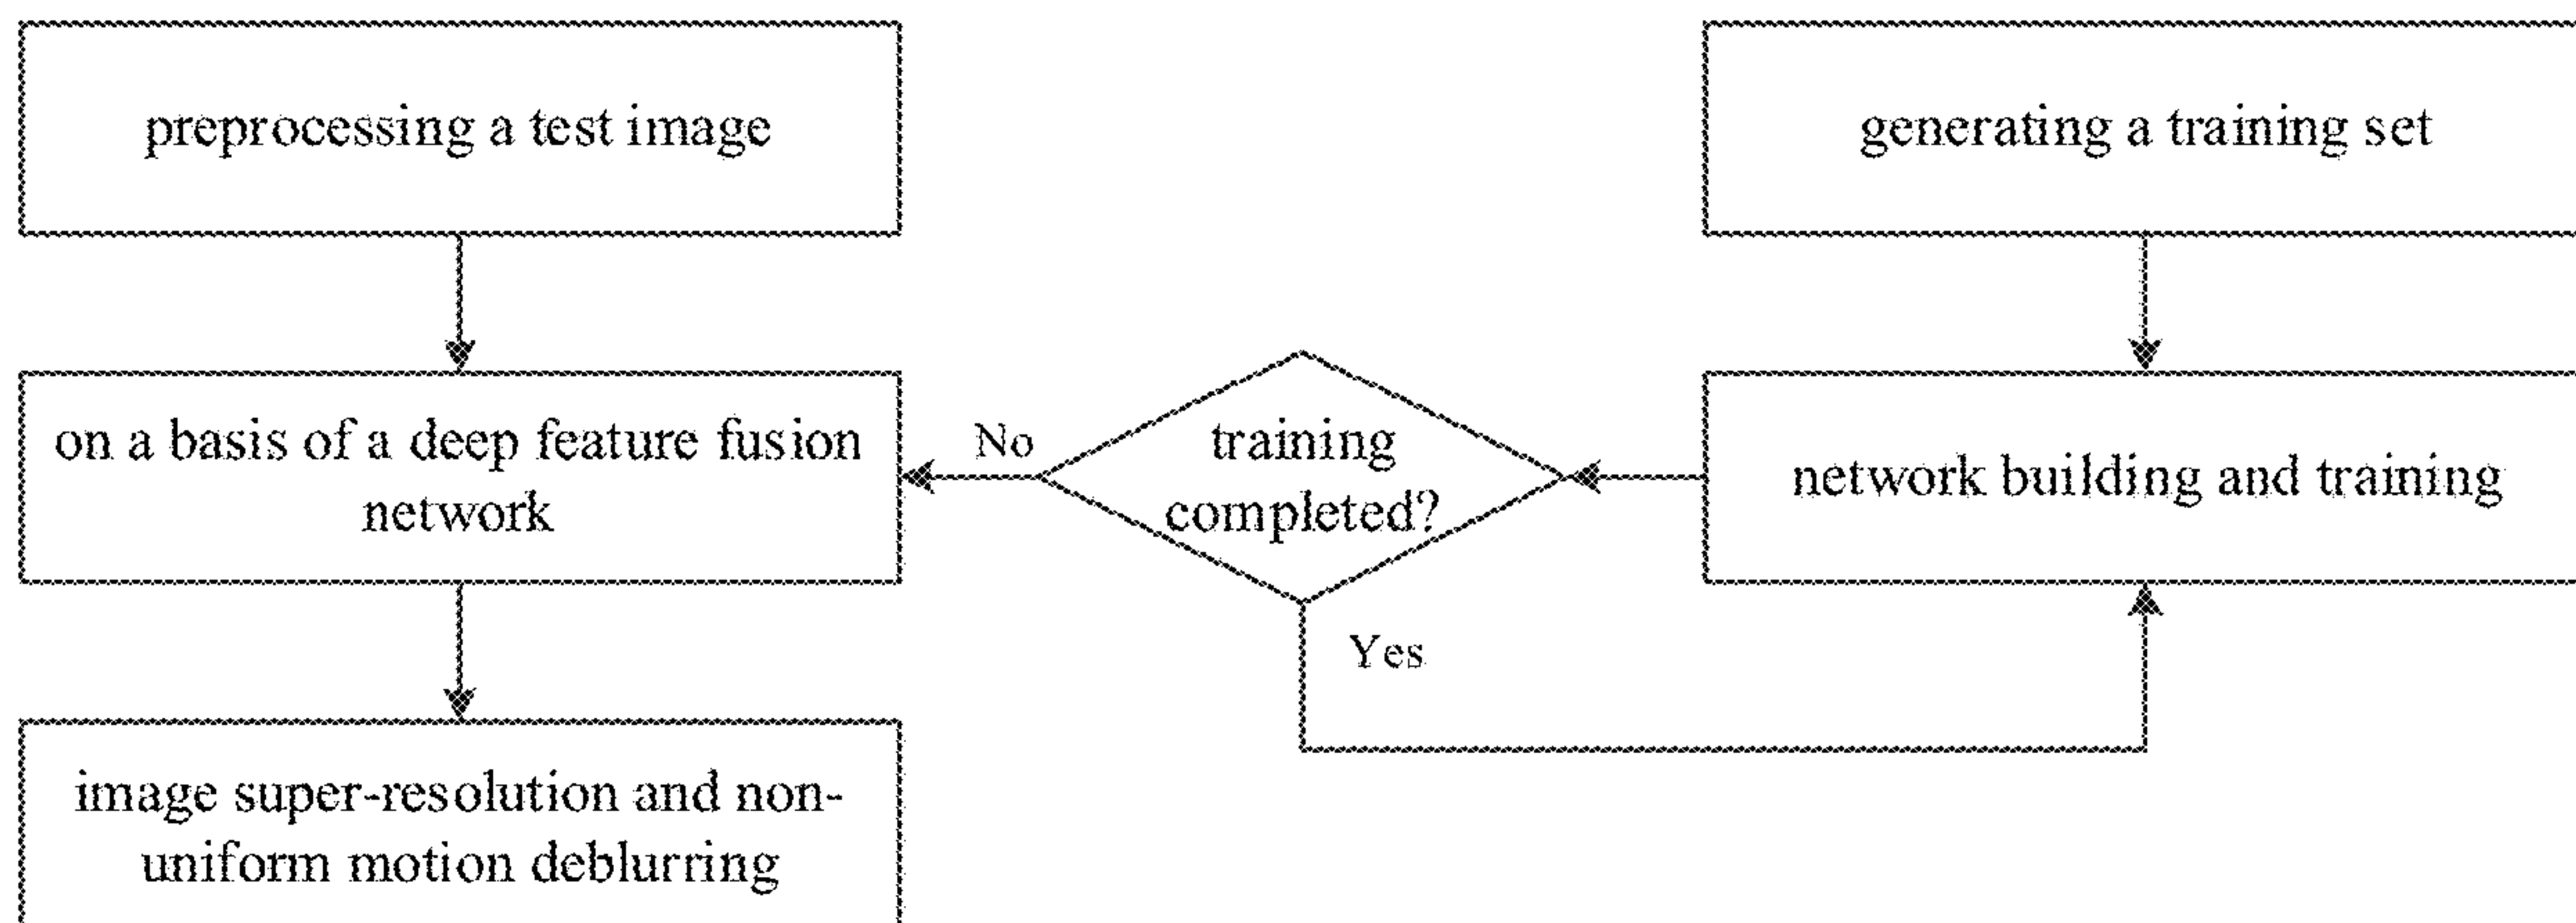 preprocessing a test image
generating a training set
on a basis of a deep feature fusion
network
No
training
completed?
network building and training
Yes
image super-resolution and non-
uniform motion deblurring